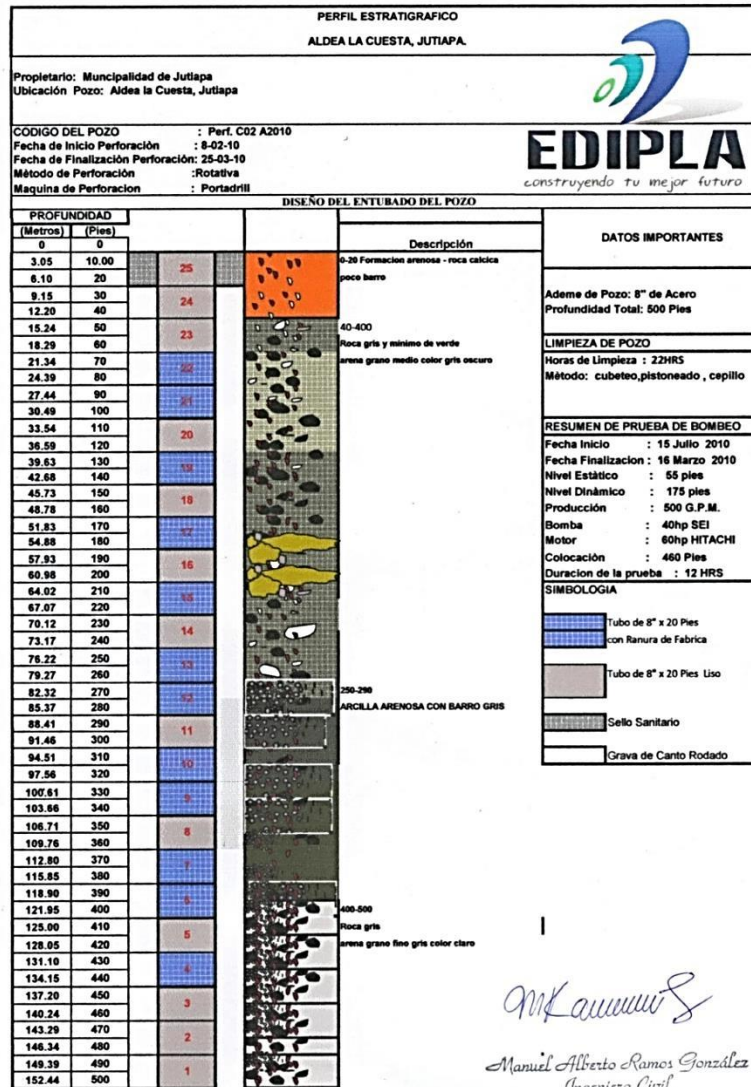 PERFIL ESTRATIGRAFICO
ALDEA LA CUESTA, JUTIAPA.
Propietario: Muncipalidad de Jutiapa
Ubicación Pozo: Aldea la Cuesta, Jutiapa
EDIPLA
construyendo tu mejor futuro
CODIGO DEL POZO : Perf. C02 A2010
Fecha de Inicio Perforación : 8-02-10
Fecha de Finalización Perforación: 25-03-10
Método de Perforación :Rotativa
Maquina de Perforacion : Portadrill
DISEÑO DEL ENTUBADO DEL POZO
PROFUNDIDAD
(Metros) (Pies)
0 0
Descripción
3.05 10.00
6.10 20
9.15 30
12.20 40
15.24 50
18.29 60
21.34 70
24.39 80
27.44 90
30.49 100
33.54 110
36.59 120
39.63 130
42.68 140
45.73 150
48.78 160
51.83 170
54.88 180
57.93 190
60.98 200
64.02 210
67.07 220
70.12 230
73.17 240
76.22 250
79.27 260
82.32 270
85.37 280
88.41 290
91.46 300
94.51 310
97.56 320
100.61 330
103.66 340
106.71 350
109.76 360
112.80 370
115.85 380
118.90 390
121.95 400
125.00 410
128.05 420
131.10 430
134.15 440
137.20 450
140.24 460
143.29 470
146.34 480
149.39 490
152.44 500
25
24
23
22
21
20
19
18
17
16
15
14
13
12
11
10
9
8
7
6
5
4
3
2
1
0-20 Formacion arenosa - roca calcica
poco barro
40-400
Roca gris y minimo de verde
arena grano medio color gris oscuro
250-290
ARCILLA ARENOSA CON BARRO GRIS
400-500
Roca gris
arena grano fino gris color claro
DATOS IMPORTANTES
Ademe de Pozo: 8" de Acero
Profundidad Total: 500 Pies
LIMPIEZA DE POZO
Horas de Limpieza : 22HRS
Método: cubeteo,pistoneado , cepillo
RESUMEN DE PRUEBA DE BOMBEO
Fecha Inicio : 15 Julio 2010
Fecha Finalizacion : 16 Marzo 2010
Nivel Estático : 55 pies
Nivel Dinámico : 175 pies
Producción : 500 G.P.M.
Bomba : 40hp SEI
Motor : 60hp HITACHI
Colocación : 460 Pies
Duracion de la prueba : 12 HRS
SIMBOLOGIA
Tubo de 8" x 20 Pies
con Ranura de Fabrica
Tubo de 8" x 20 Pies Liso
Sello Sanitario
Grava de Canto Rodado
Manuel Alberto Ramos González
Ingeniero Civil